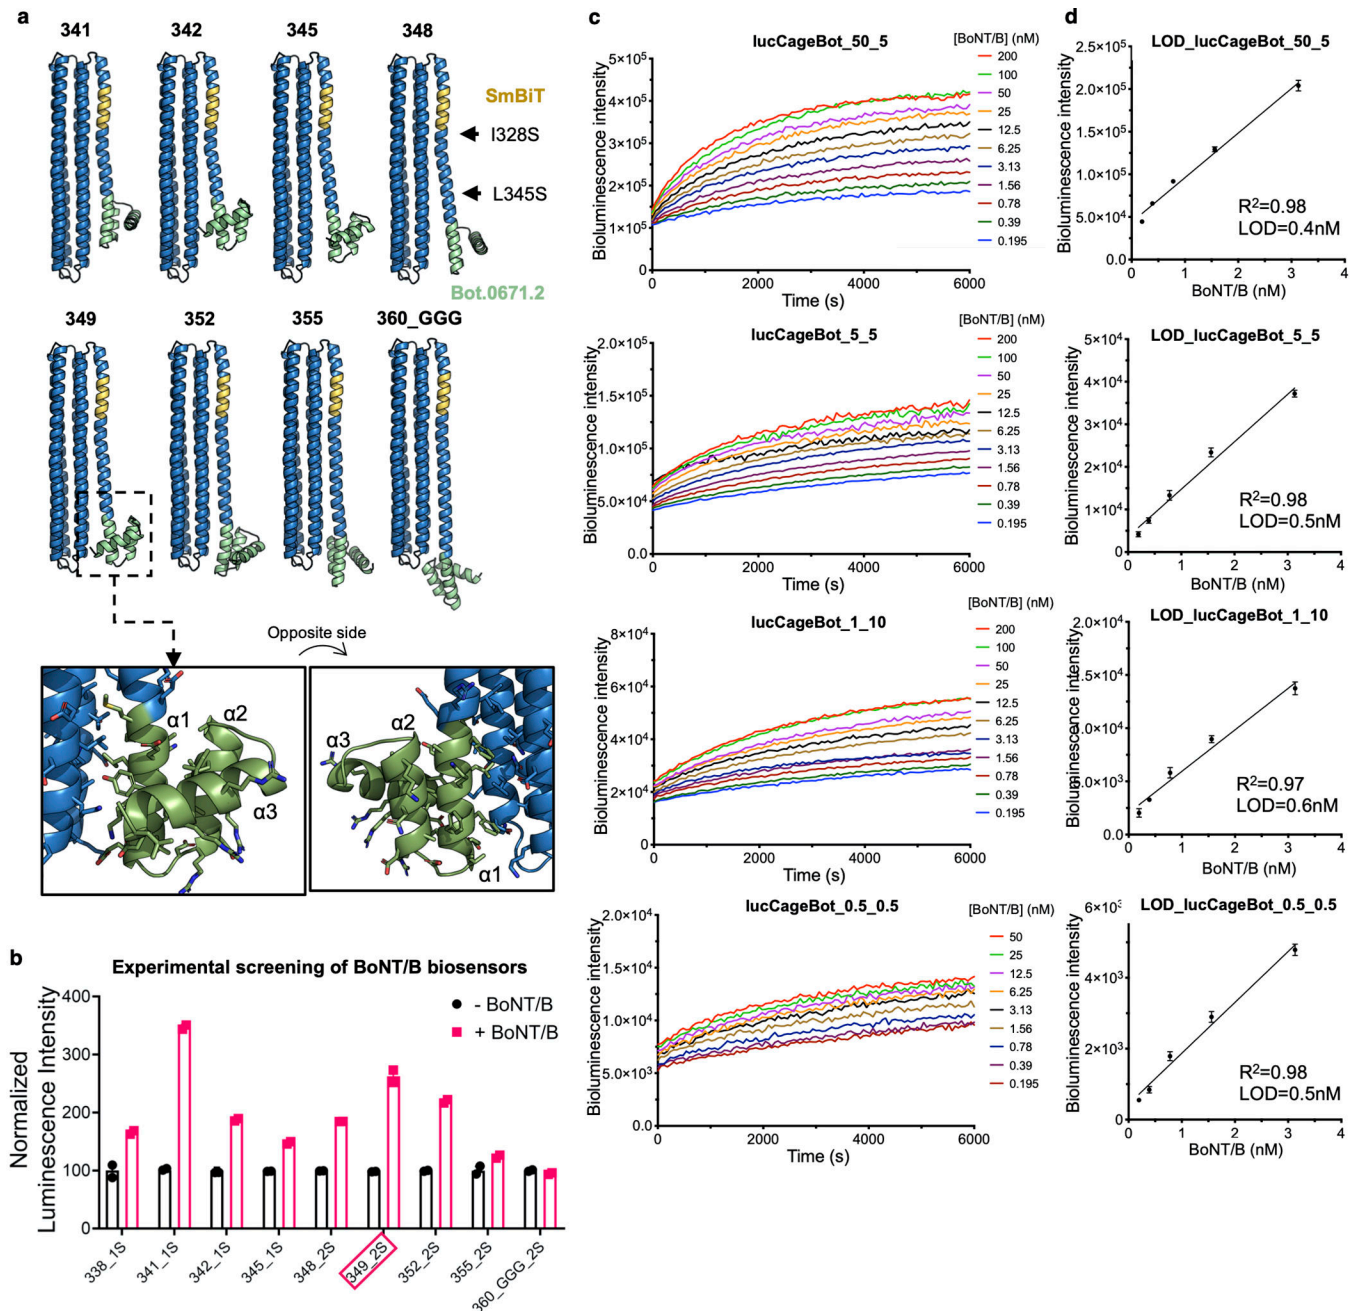 a
341
342
345
348
SmBiT
I328S
L345S
Bot.0671.2
349
352
355
360_GGG
Opposite side
α1
α2
α3
α3
α2
α1
b
Experimental screening of BoNT/B biosensors
Normalized
Luminescence Intensity
400
300
200
100
0
- BoNT/B
+ BoNT/B
338_1S
341_1S
342_1S
345_1S
348_2S
349_2S
352_2S
355_2S
360_GGG_2S
c
lucCageBot_50_5
[BoNT/B] (nM)
200
100
50
25
12.5
6.25
3.13
1.56
0.78
0.39
0.195
Bioluminescence intensity
5×10⁵
4×10⁵
3×10⁵
2×10⁵
1×10⁵
0
0
2000
4000
6000
Time (s)
lucCageBot_5_5
[BoNT/B] (nM)
200
100
50
25
12.5
6.25
3.13
1.56
0.78
0.39
0.195
Bioluminescence intensity
2.0×10⁵
1.5×10⁵
1.0×10⁵
5.0×10⁴
0.0
0
2000
4000
6000
Time (s)
lucCageBot_1_10
[BoNT/B] (nM)
200
100
50
25
12.5
6.25
3.13
1.56
0.78
0.39
0.195
Bioluminescence intensity
8×10⁴
6×10⁴
4×10⁴
2×10⁴
0
0
2000
4000
6000
Time (s)
lucCageBot_0.5_0.5
[BoNT/B] (nM)
50
25
12.5
6.25
3.13
1.56
0.78
0.39
0.195
Bioluminescence intensity
2.0×10⁴
1.5×10⁴
1.0×10⁴
5.0×10³
0
0
2000
4000
6000
Time (s)
d
LOD_lucCageBot_50_5
Bioluminescence intensity
2.5×10⁵
2.0×10⁵
1.5×10⁵
1.0×10⁵
5.0×10⁴
0.0
R²=0.98
LOD=0.4nM
0
1
2
3
4
BoNT/B (nM)
LOD_lucCageBot_5_5
Bioluminescence intensity
5×10⁴
4×10⁴
3×10⁴
2×10⁴
1×10⁴
0
R²=0.98
LOD=0.5nM
0
1
2
3
4
BoNT/B (nM)
LOD_lucCageBot_1_10
Bioluminescence intensity
2.0×10⁴
0.0
R²=0.97
LOD=0.6nM
0
1
2
3
4
BoNT/B (nM)
LOD_lucCageBot_0.5_0.5
Bioluminescence intensity
4×10³
2×10³
0
R²=0.98
LOD=0.5nM
0
1
2
3
4
BoNT/B (nM)